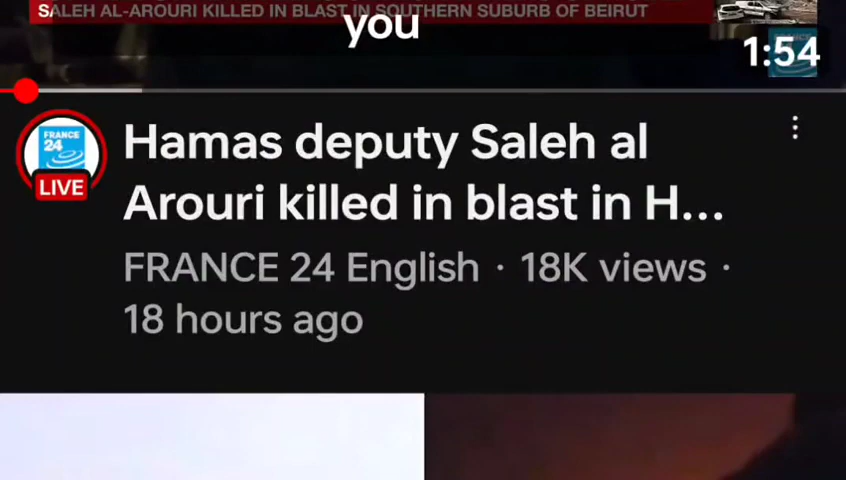 SALEH AL-AROURI KILLED IN BLAST IN SOUTHERN SUBURB OF BEIRUT
you
1:54
FRANCE
24
LIVE
Hamas deputy Saleh al
Arouri killed in blast in H...
FRANCE 24 English · 18K views ·
18 hours ago